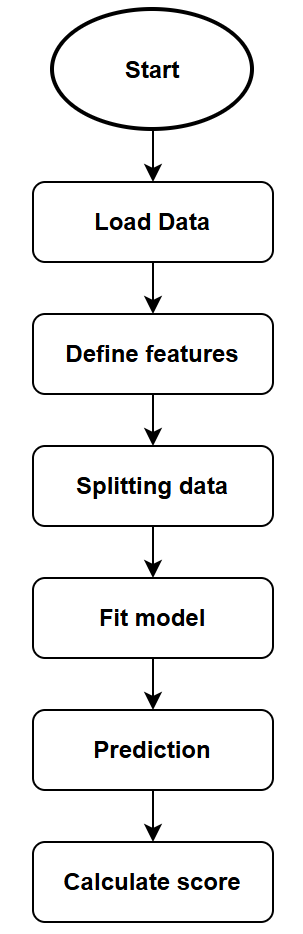 Start
Load Data
Define features
Splitting data
Fit model
Prediction
Calculate score